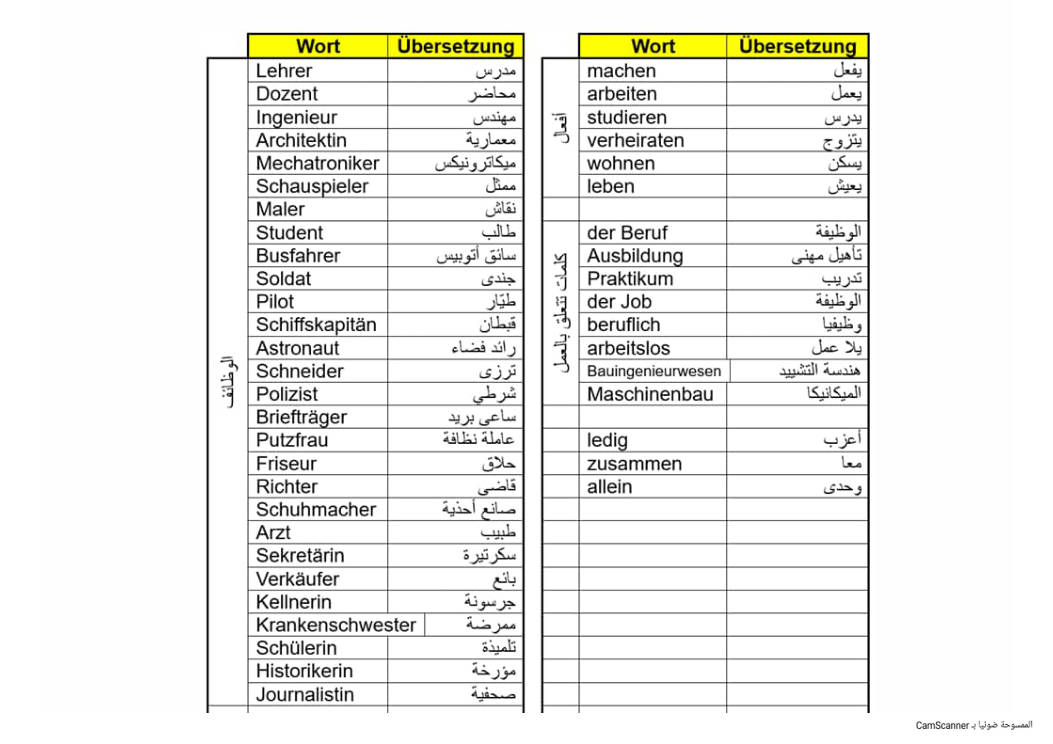 Wort Übersetzung
الوظائف
Lehrer مدرس
Dozent محاضر
Ingenieur مهندس
Architektin معمارية
Mechatroniker ميكاترونيكس
Schauspieler ممثل
Maler نقاش
Student طالب
Busfahrer سائق أتوبيس
Soldat جندى
Pilot طيّار
Schiffskapitän قبطان
Astronaut رائد فضاء
Schneider ترزى
Polizist شرطي
Briefträger ساعى بريد
Putzfrau عاملة نظافة
Friseur حلاق
Richter قاضى
Schuhmacher صانع أحذية
Arzt طبيب
Sekretärin سكرتيرة
Verkäufer بائع
Kellnerin جرسونة
Krankenschwester ممرضة
Schülerin تلميذة
Historikerin مؤرخة
Journalistin صحفية
Wort Übersetzung
أفعال
machen يفعل
arbeiten يعمل
studieren يدرس
verheiraten يتزوج
wohnen يسكن
leben يعيش
كلمات تتعلق بالعمل
der Beruf الوظيفة
Ausbildung تأهيل مهنى
Praktikum تدريب
der Job الوظيفة
beruflich وظيفيا
arbeitslos بلا عمل
Bauingenieurwesen هندسة التشييد
Maschinenbau الميكانيكا
ledig أعزب
zusammen معا
allein وحدى
الممسوحة ضوئيا بـ CamScanner